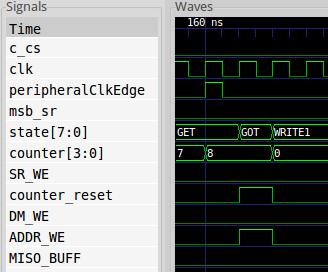 Signals
Waves
Time
160 ns
c_cs
clk
peripheralClkEdge
msb_sr
state[7:0]
GET GOT WRITE1
counter[3:0]
7 8 0
SR_WE
counter_reset
DM_WE
ADDR_WE
MISO_BUFF